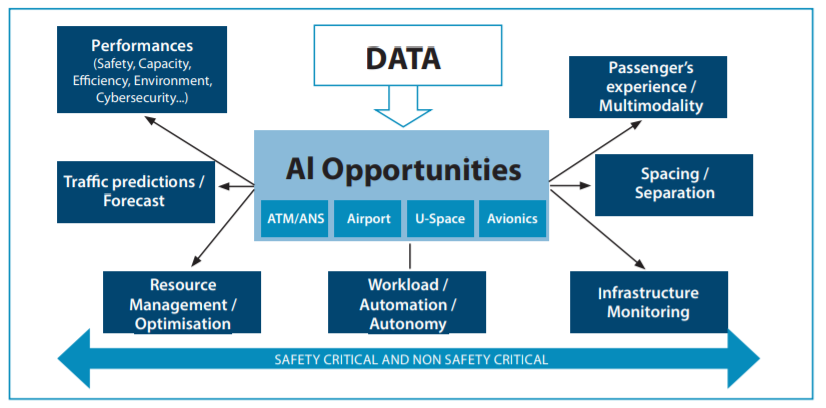 DATA
Performances
(Safety, Capacity,
Efficiency, Environment,
Cybersecurity...)
Passenger's
experience /
Multimodality
AI Opportunities
ATM/ANS
Airport
U-Space
Avionics
Traffic predictions /
Forecast
Spacing /
Separation
Resource
Management /
Optimisation
Workload /
Automation /
Autonomy
Infrastructure
Monitoring
SAFETY CRITICAL AND NON SAFETY CRITICAL